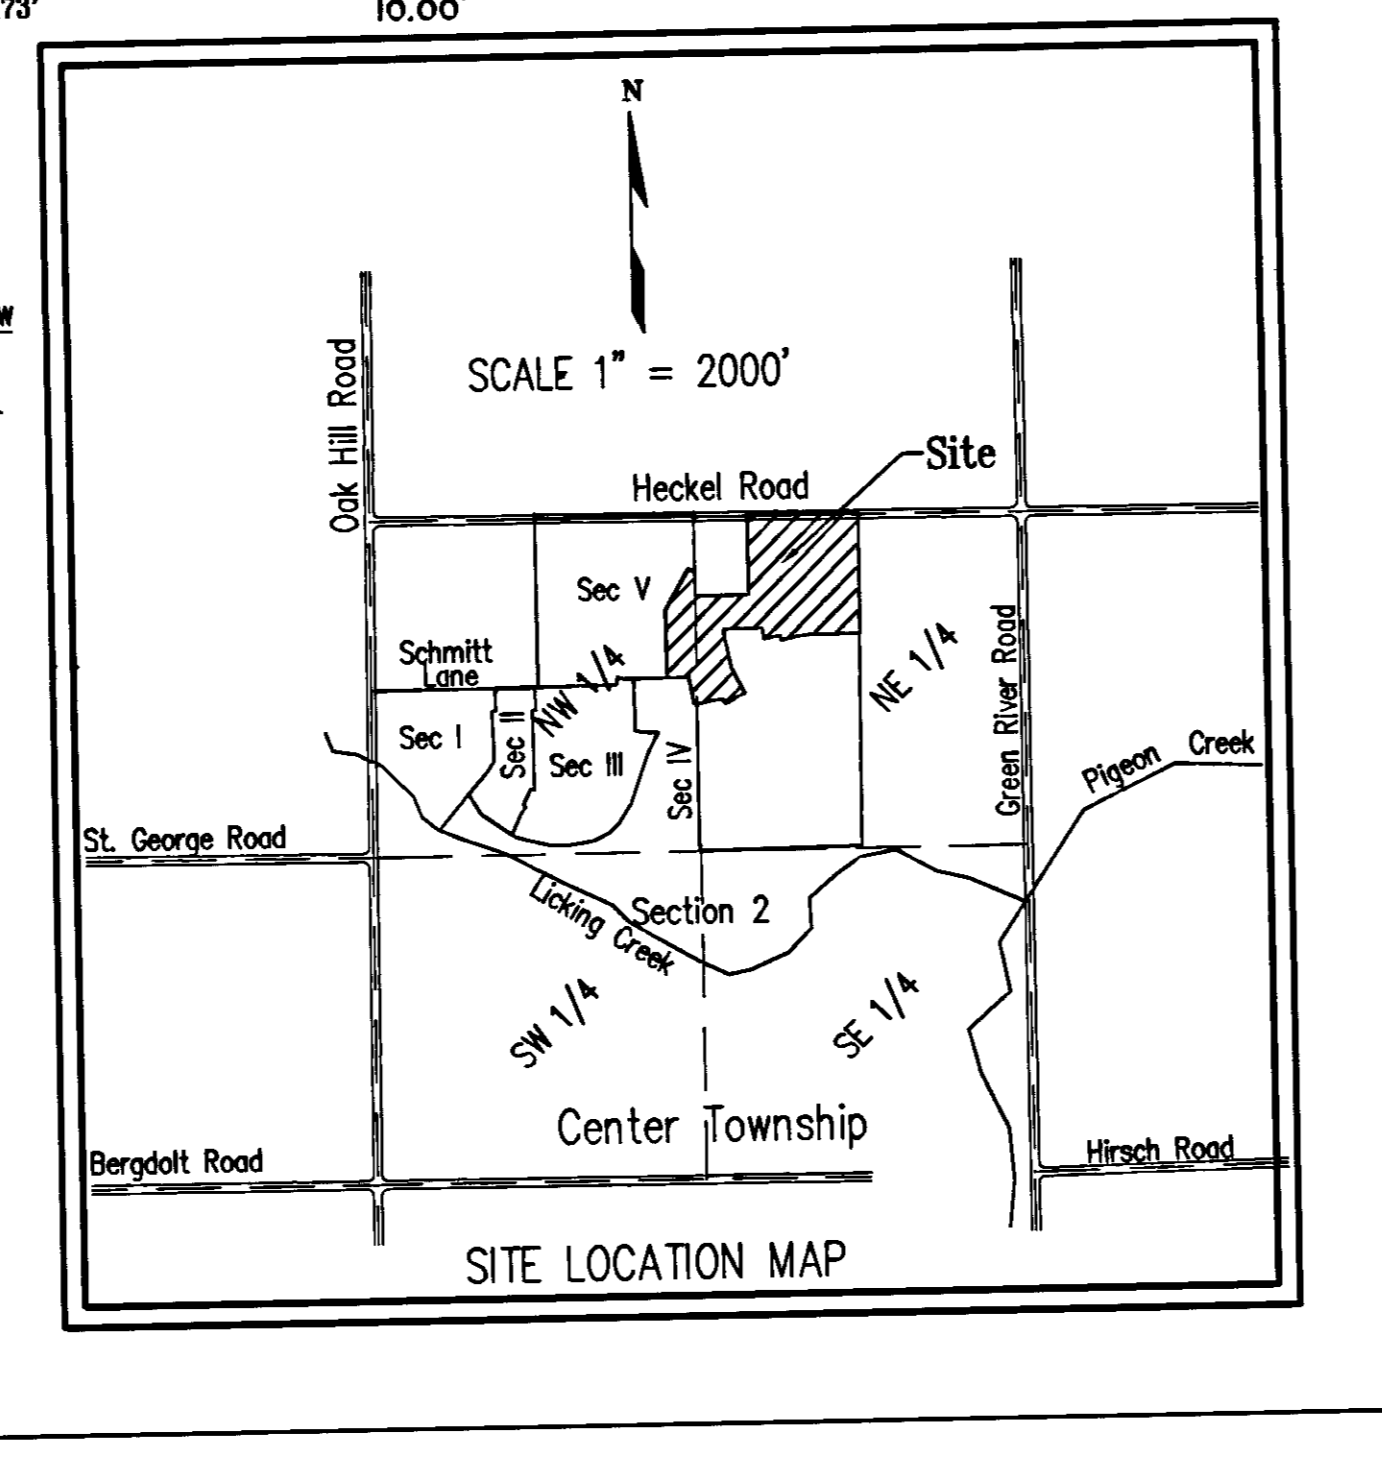 73'
10.00'
N
W
SCALE 1" = 2000'
Oak Hill Road
Site
Heckel Road
Sec V
Schmitt
Lane
NW 1/4
NE 1/4
Green River Road
Sec I
Sec II
Sec III
Sec IV
Pigeon Creek
St. George Road
Licking Creek
Section 2
SW 1/4
SE 1/4
Center Township
Bergdolt Road
Hirsch Road
SITE LOCATION MAP